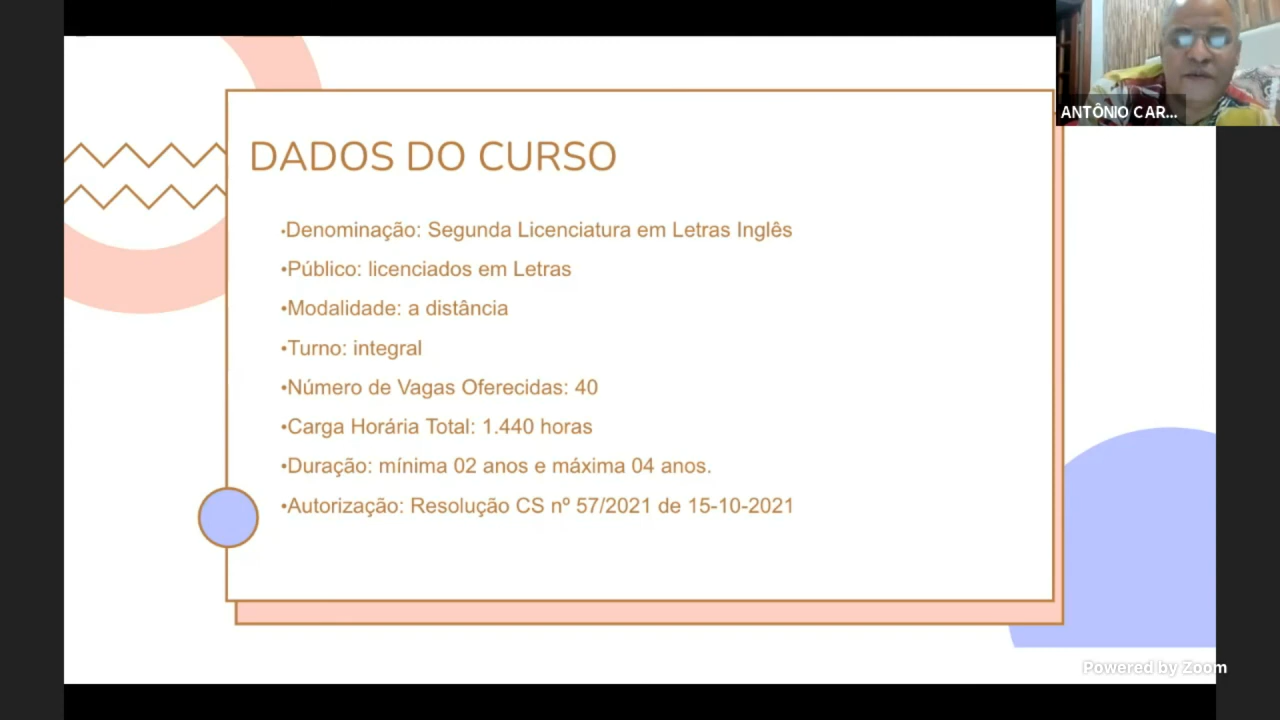 ANTÔNIO CAR...
DADOS DO CURSO
•Denominação: Segunda Licenciatura em Letras Inglês
•Público: licenciados em Letras
•Modalidade: a distância
•Turno: integral
•Número de Vagas Oferecidas: 40
•Carga Horária Total: 1.440 horas
•Duração: mínima 02 anos e máxima 04 anos.
•Autorização: Resolução CS nº 57/2021 de 15-10-2021
Powered by Zoom